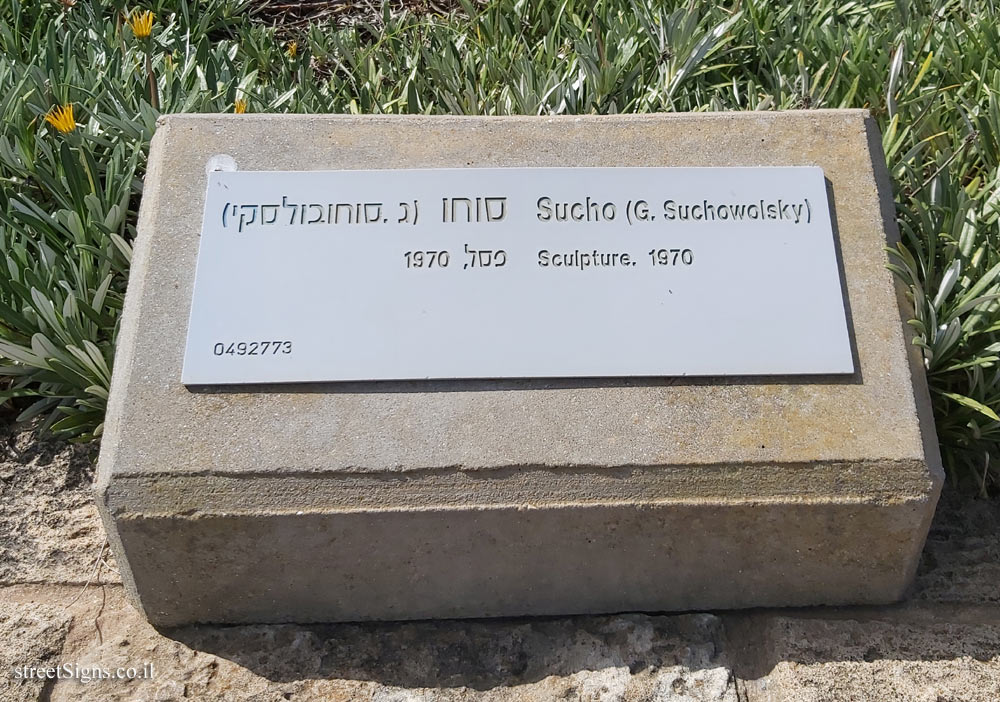 סוחו (ג. סוחובולסקי) Sucho (G. Suchowolsky)
פסל, 1970 Sculpture. 1970
0492773
streetSigns.co.il